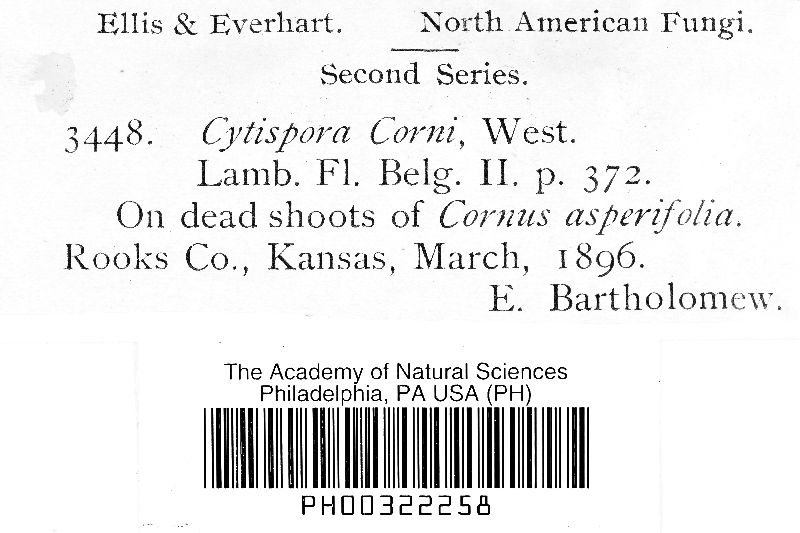 Ellis & Everhart. North American Fungi.
Second Series.
3448. Cytispora Corni, West.
Lamb. Fl. Belg. II. p. 372.
On dead shoots of Cornus asperifolia.
Rooks Co., Kansas, March, 1896.
E. Bartholomew.
The Academy of Natural Sciences
Philadelphia, PA USA (PH)
PH00322258